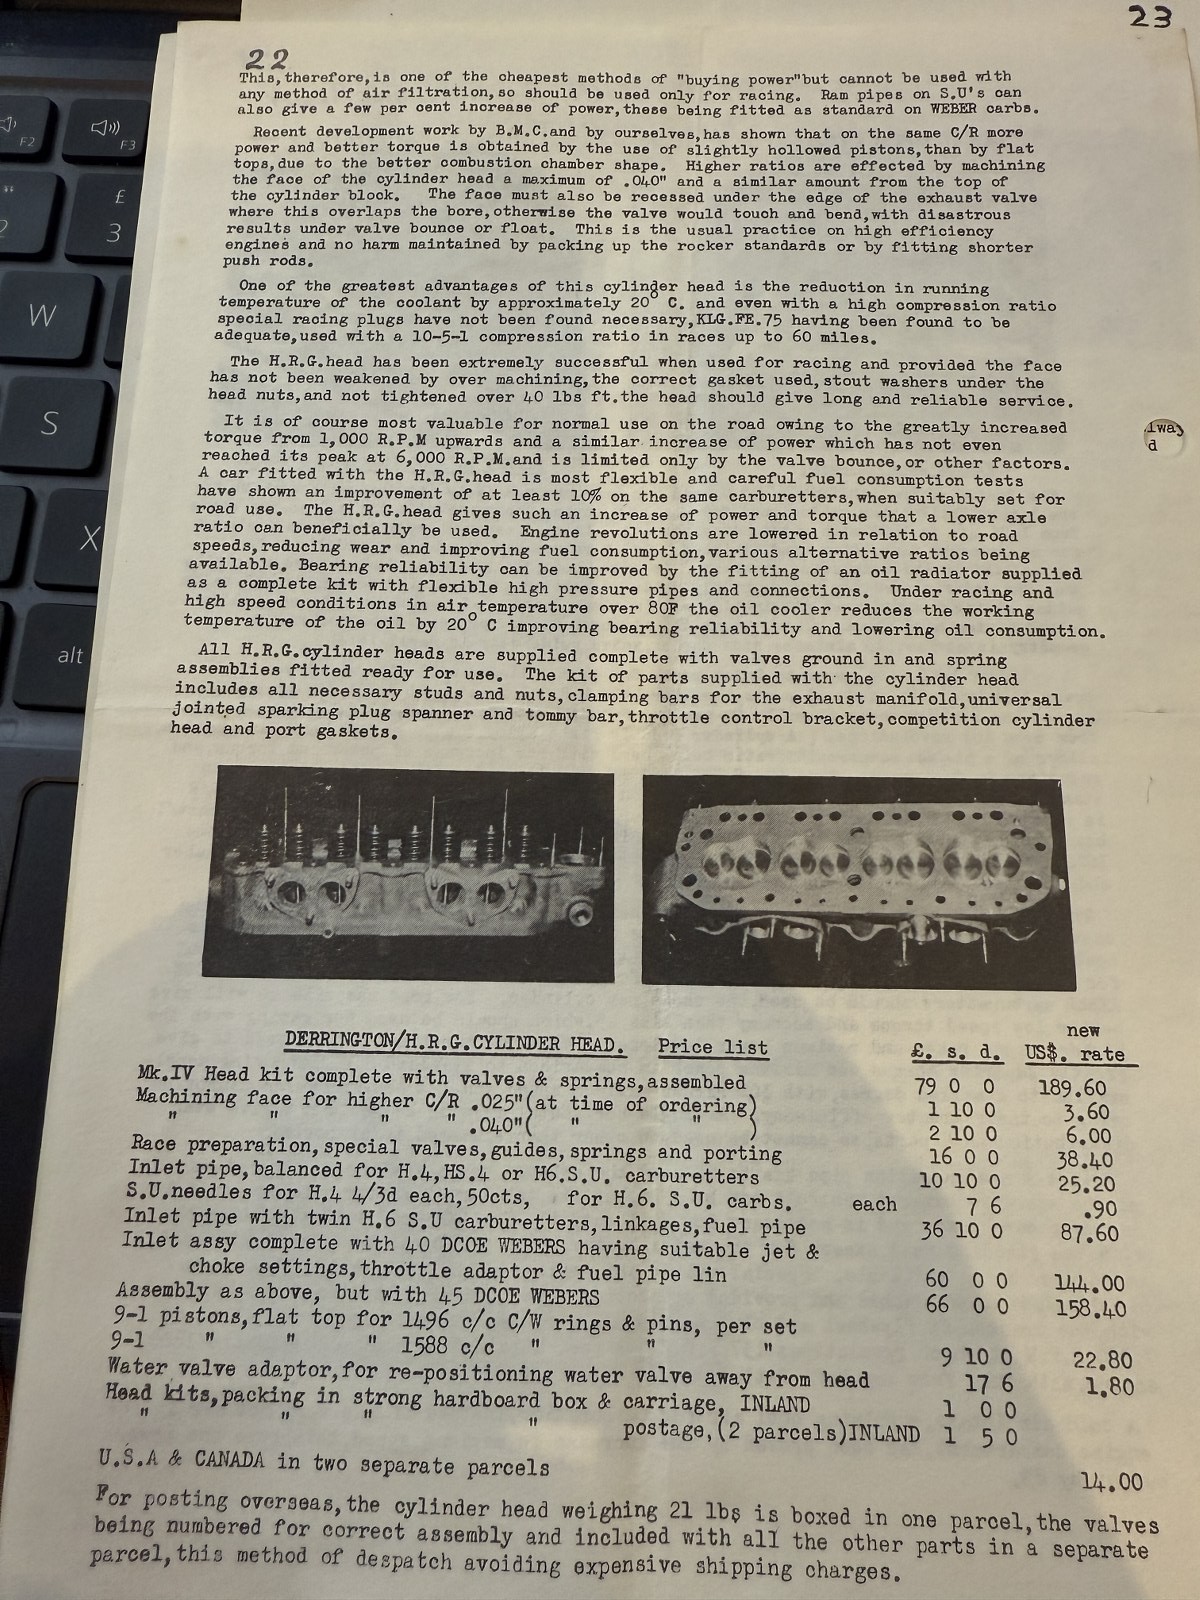 23
22
This,therefore,is one of the cheapest methods of "buying power"but cannot be used with
any method of air filtration,so should be used only for racing. Ram pipes on S.U's can
also give a few per cent increase of power,these being fitted as standard on WEBER carbs.
Recent development work by B.M.C.and by ourselves,has shown that on the same C/R more
power and better torque is obtained by the use of slightly hollowed pistons,than by flat
tops,due to the better combustion chamber shape. Higher ratios are effected by machining
the face of the cylinder head a maximum of .040" and a similar amount from the top of
the cylinder block. The face must also be recessed under the edge of the exhaust valve
where this overlaps the bore,otherwise the valve would touch and bend,with disastrous
results under valve bounce or float. This is the usual practice on high efficiency
engines and no harm maintained by packing up the rocker standards or by fitting shorter
push rods.
One of the greatest advantages of this cylinder head is the reduction in running
temperature of the coolant by approximately 20° C. and even with a high compression ratio
special racing plugs have not been found necessary,KLG.FE.75 having been found to be
adequate,used with a 10-5-1 compression ratio in races up to 60 miles.
The H.R.G.head has been extremely successful when used for racing and provided the face
has not been weakened by over machining,the correct gasket used,stout washers under the
head nuts,and not tightened over 40 lbs ft.the head should give long and reliable service.
It is of course most valuable for normal use on the road owing to the greatly increased
torque from 1,000 R.P.M upwards and a similar increase of power which has not even
reached its peak at 6,000 R.P.M.and is limited only by the valve bounce,or other factors.
A car fitted with the H.R.G.head is most flexible and careful fuel consumption tests
have shown an improvement of at least 10% on the same carburetters,when suitably set for
road use. The H.R.G.head gives such an increase of power and torque that a lower axle
ratio can beneficially be used. Engine revolutions are lowered in relation to road
speeds,reducing wear and improving fuel consumption,various alternative ratios being
available. Bearing reliability can be improved by the fitting of an oil radiator supplied
as a complete kit with flexible high pressure pipes and connections. Under racing and
high speed conditions in air temperature over 80F the oil cooler reduces the working
temperature of the oil by 20° C improving bearing reliability and lowering oil consumption.
All H.R.G.cylinder heads are supplied complete with valves ground in and spring
assemblies fitted ready for use. The kit of parts supplied with the cylinder head
includes all necessary studs and nuts,clamping bars for the exhaust manifold,universal
jointed sparking plug spanner and tommy bar,throttle control bracket,competition cylinder
head and port gaskets.
DERRINGTON/H.R.G.CYLINDER HEAD. Price list £. s. d. new US$. rate
Mk.IV Head kit complete with valves & springs,assembled 79 0 0 189.60
Machining face for higher C/R .025"(at time of ordering) 1 10 0 3.60
" " " " .040"( " " ) 2 10 0 6.00
Race preparation,special valves,guides,springs and porting 16 0 0 38.40
Inlet pipe,balanced for H.4,HS.4 or H6.S.U. carburetters 10 10 0 25.20
S.U.needles for H.4 4/3d each,50cts, for H.6. S.U. carbs. each 7 6 .90
Inlet pipe with twin H.6 S.U carburetters,linkages,fuel pipe 36 10 0 87.60
Inlet assy complete with 40 DCOE WEBERS having suitable jet &
choke settings,throttle adaptor & fuel pipe lin 60 0 0 144.00
Assembly as above, but with 45 DCOE WEBERS 66 0 0 158.40
9-1 pistons,flat top for 1496 c/c C/W rings & pins, per set
9-1 " " " 1588 c/c " " " 9 10 0 22.80
Water valve adaptor,for re-positioning water valve away from head 17 6 1.80
Head kits,packing in strong hardboard box & carriage, INLAND 1 0 0
" " " " postage,(2 parcels)INLAND 1 5 0
U.S.A & CANADA in two separate parcels 14.00
For posting overseas,the cylinder head weighing 21 lbs is boxed in one parcel,the valves
being numbered for correct assembly and included with all the other parts in a separate
parcel,this method of despatch avoiding expensive shipping charges.
F2
F3
£
3
2
W
S
X
alt
lway
d